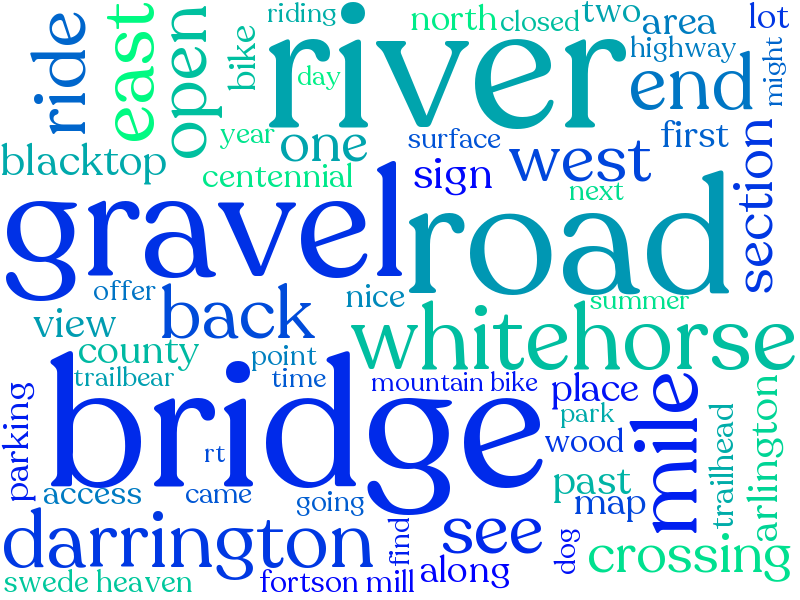 riding
river
north
closed
two
area
lot
ride
east
open
bike
day
highway
end
might
year
one
surface
first
blacktop
centennial
sign
west
next
section
gravel
road
offer
back
nice
summer
view
whitehorse
county
point
trailbear
time
mountain bike
place
mile
parking
bridge
park
trailhead
arlington
rt
wood
access
came
going
past
map
darrington
find
see
dog
crossing
swede heaven
fortson mill
along